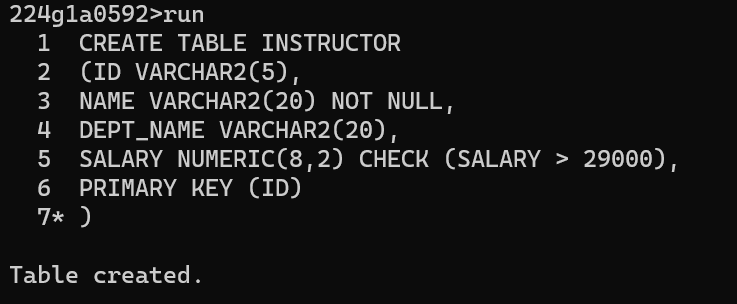 224g1a0592>run
  1  CREATE TABLE INSTRUCTOR
  2  (ID VARCHAR2(5),
  3  NAME VARCHAR2(20) NOT NULL,
  4  DEPT_NAME VARCHAR2(20),
  5  SALARY NUMERIC(8,2) CHECK (SALARY > 29000),
  6  PRIMARY KEY (ID)
  7* )
Table created.